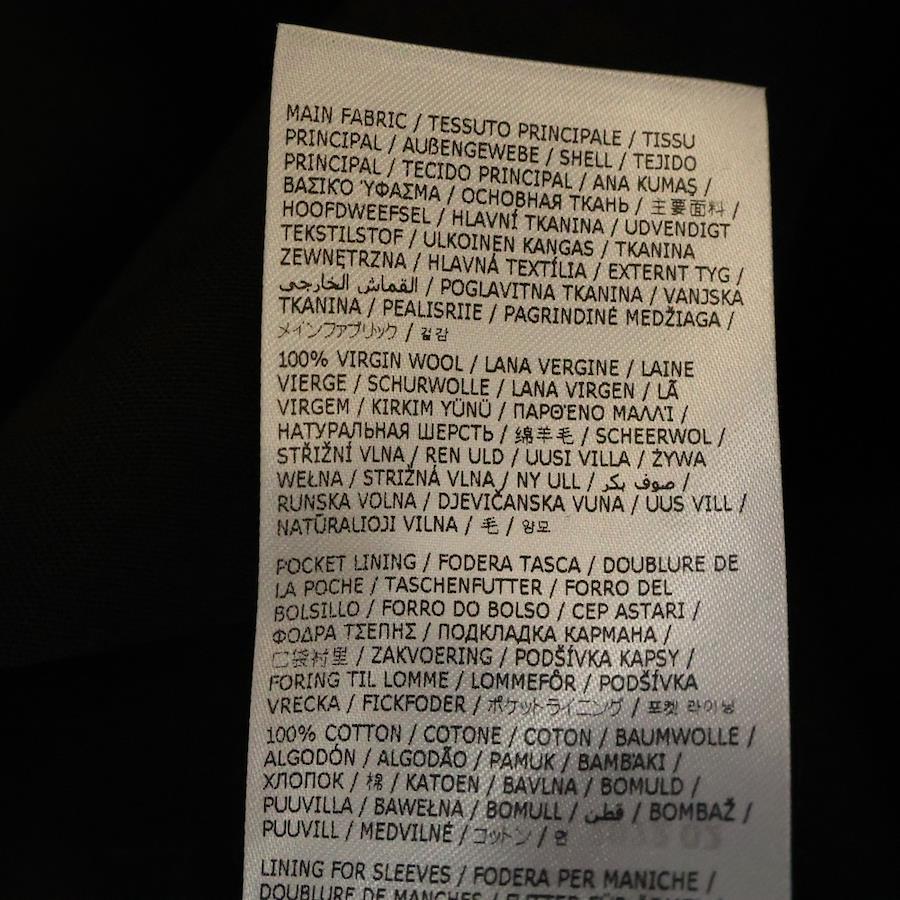 MAIN FABRIC / TESSUTO PRINCIPALE / TISSU
PRINCIPAL / AUßENGEWEBE / SHELL / TEJIDO
PRINCIPAL / TECIDO PRINCIPAL / ANA KUMAŞ /
ΒΑΣΙΚΌ ΎΦΑΣΜΑ / ОСНОВНАЯ ТКАНЬ / 主要面料 /
HOOFDWEEFSEL / HLAVNÍ TKANINA / UDVENDIGT
TEKSTILSTOF / ULKOINEN KANGAS / TKANINA
ZEWNĘTRZNA / HLAVNÁ TEXTÍLIA / EXTERNT TYG /
القماش الخارجي / POGLAVITNA TKANINA / VANJSKA
TKANINA / PEALISRIIE / PAGRINDINĖ MEDŽIAGA /
メインファブリック / 겉감
100% VIRGIN WOOL / LANA VERGINE / LAINE
VIERGE / SCHURWOLLE / LANA VIRGEN / LÃ
VIRGEM / KIRKIM YÜNÜ / ΠΑΡΘΈΝΟ ΜΑΛΛΊ /
НАТУРАЛЬНАЯ ШЕРСТЬ / 绵羊毛 / SCHEERWOL /
STŘIŽNÍ VLNA / REN ULD / UUSI VILLA / ŻYWA
WEŁNA / STRIŽNÁ VLNA / NY ULL / صوف بكر /
RUNSKA VOLNA / DJEVIČANSKA VUNA / UUS VILL /
NATŪRALIOJI VILNA / 毛 / 양모
POCKET LINING / FODERA TASCA / DOUBLURE DE
LA POCHE / TASCHENFUTTER / FORRO DEL
BOLSILLO / FORRO DO BOLSO / CEP ASTARI /
ΦΟΔΡΑ ΤΣΕΠΗΣ / ПОДКЛАДКА КАРМАНА /
口袋衬里 / ZAKVOERING / PODŠÍVKA KAPSY /
FORING TIL LOMME / LOMMEFÔR / PODŠÍVKA
VRECKA / FICKFODER / ポケットライニング / 포켓 라이닝
100% COTTON / COTONE / COTON / BAUMWOLLE /
ALGODÓN / ALGODÃO / PAMUK / ΒΑΜΒΆΚΙ /
ХЛОПОК / 棉 / KATOEN / BAVLNA / BOMULD /
PUUVILLA / BAWEŁNA / BOMULL / قطن / BOMBAŽ /
PUUVILL / MEDVILNĖ / コットン / 면
LINING FOR SLEEVES / FODERA PER MANICHE /
DOUBLURE DE MANCHES / FUTTER FÜR